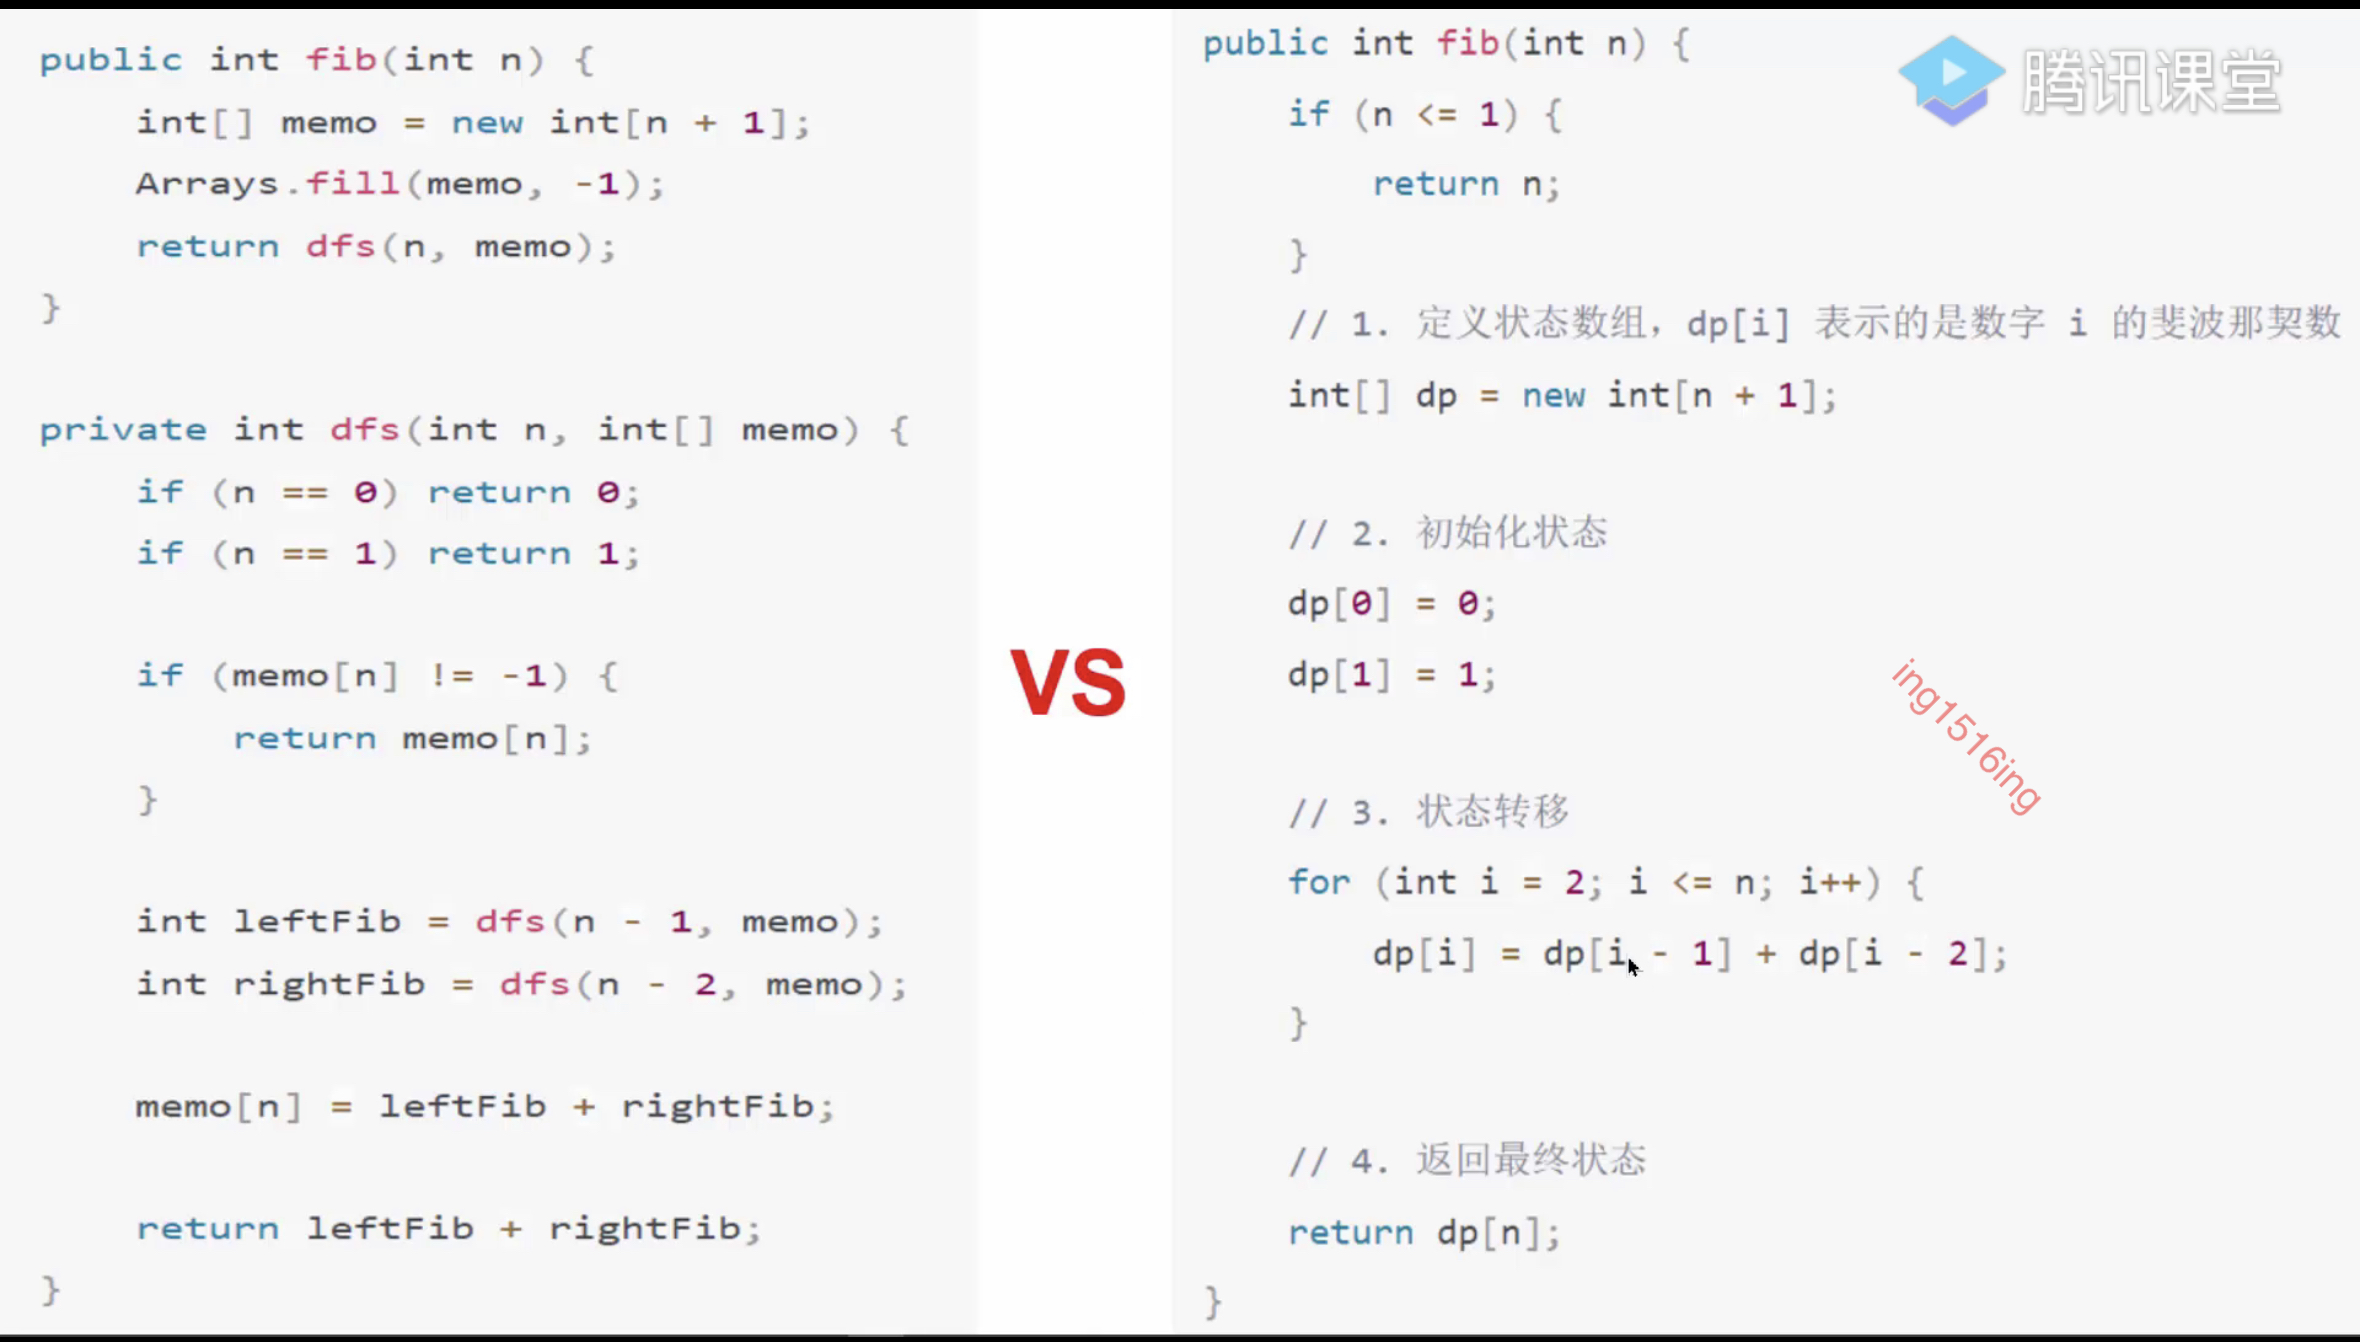 public int fib(int n) {
    int[] memo = new int[n + 1];
    Arrays.fill(memo, -1);
    return dfs(n, memo);
}
private int dfs(int n, int[] memo) {
    if (n == 0) return 0;
    if (n == 1) return 1;
    if (memo[n] != -1) {
        return memo[n];
    }
    int leftFib = dfs(n - 1, memo);
    int rightFib = dfs(n - 2, memo);
    memo[n] = leftFib + rightFib;
    return leftFib + rightFib;
}
VS
public int fib(int n) {
    if (n <= 1) {
        return n;
    }
    // 1. 定义状态数组，dp[i] 表示的是数字 i 的斐波那契数
    int[] dp = new int[n + 1];
    // 2. 初始化状态
    dp[0] = 0;
    dp[1] = 1;
    // 3. 状态转移
    for (int i = 2; i <= n; i++) {
        dp[i] = dp[i - 1] + dp[i - 2];
    }
    // 4. 返回最终状态
    return dp[n];
}
腾讯课堂
ing1516ing